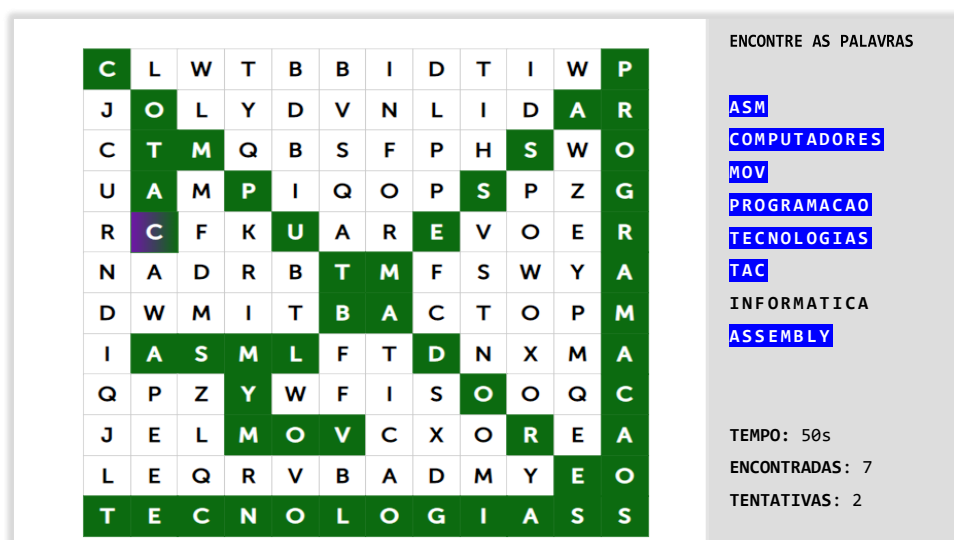 C L W T B B I D T I W P
J O L Y D V N L I D A R
C T M Q B S F P H S W O
U A M P I Q O P S P Z G
R C F K U A R E V O E R
N A D R B T M F S W Y A
D W M I T B A C T O P M
I A S M L F T D N X M A
Q P Z Y W F I S O O Q C
J E L M O V C X O R E A
L E Q R V B A D M Y E O
T E C N O L O G I A S S
ENCONTRE AS PALAVRAS
ASM
COMPUTADORES
MOV
PROGRAMACAO
TECNOLOGIAS
TAC
INFORMATICA
ASSEMBLY
TEMPO: 50s
ENCONTRADAS: 7
TENTATIVAS: 2